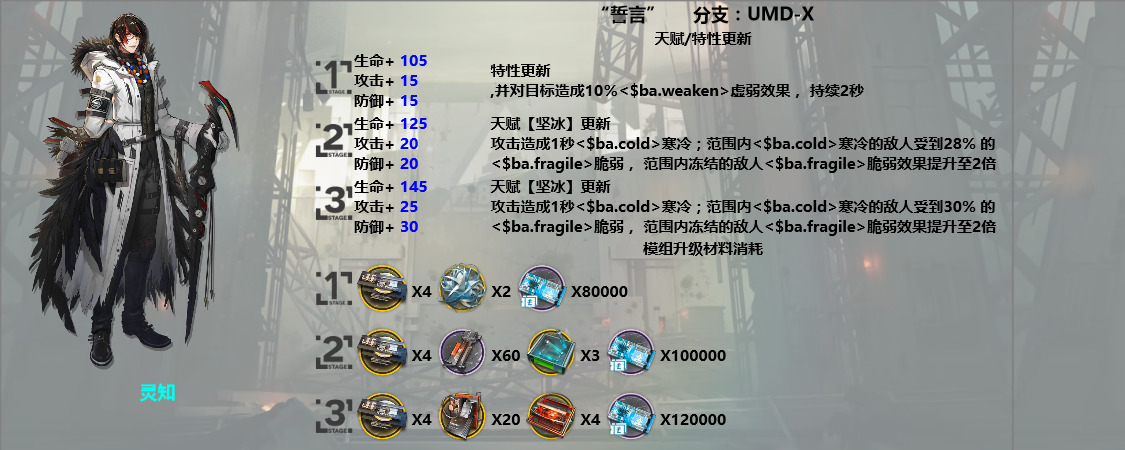 “誓言” 分支：UMD-X
天赋/特性更新
1 STAGE
生命+ 105
攻击+ 15
防御+ 15
特性更新
,并对目标造成10%<$ba.weaken>虚弱效果 ，持续2秒
2 STAGE
生命+ 125
攻击+ 20
防御+ 20
天赋【坚冰】更新
攻击造成1秒<$ba.cold>寒冷；范围内<$ba.cold>寒冷的敌人受到28% 的
<$ba.fragile>脆弱 ，范围内冻结的敌人<$ba.fragile>脆弱效果提升至2倍
3 STAGE
生命+ 145
攻击+ 25
防御+ 30
天赋【坚冰】更新
攻击造成1秒<$ba.cold>寒冷；范围内<$ba.cold>寒冷的敌人受到30% 的
<$ba.fragile>脆弱 ，范围内冻结的敌人<$ba.fragile>脆弱效果提升至2倍
模组升级材料消耗
1 STAGE X4 X2 X80000
2 STAGE X4 X60 X3 X100000
3 STAGE X4 X20 X4 X120000
灵知